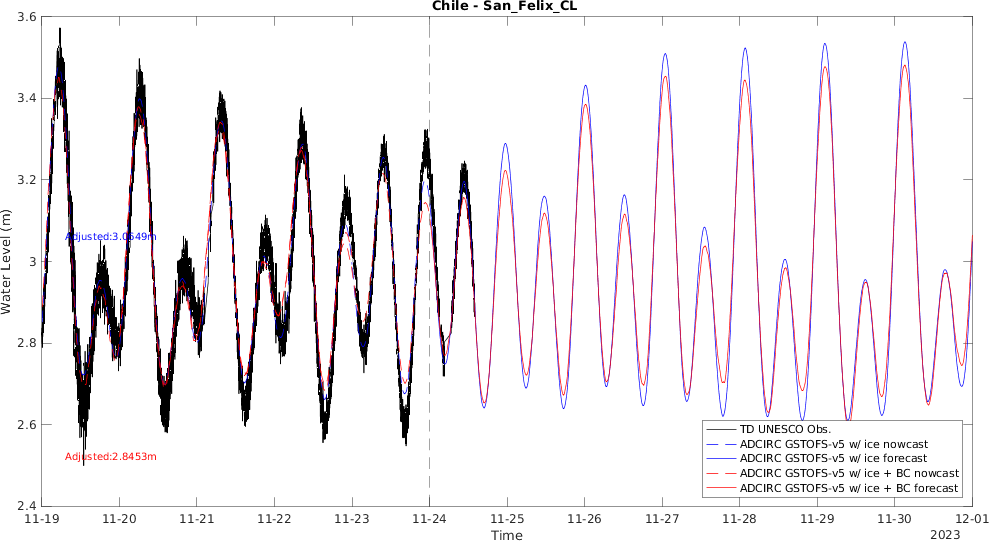 Chile - San_Felix_CL
3.6
3.4
3.2
3
2.8
2.6
2.4
Water Level (m)
Adjusted:3.0649m
Adjusted:2.8453m
TD UNESCO Obs.
ADCIRC GSTOFS-v5 w/ ice nowcast
ADCIRC GSTOFS-v5 w/ ice forecast
ADCIRC GSTOFS-v5 w/ ice + BC nowcast
ADCIRC GSTOFS-v5 w/ ice + BC forecast
11-19 11-20 11-21 11-22 11-23 11-24 11-25 11-26 11-27 11-28 11-29 11-30 12-01
Time
2023